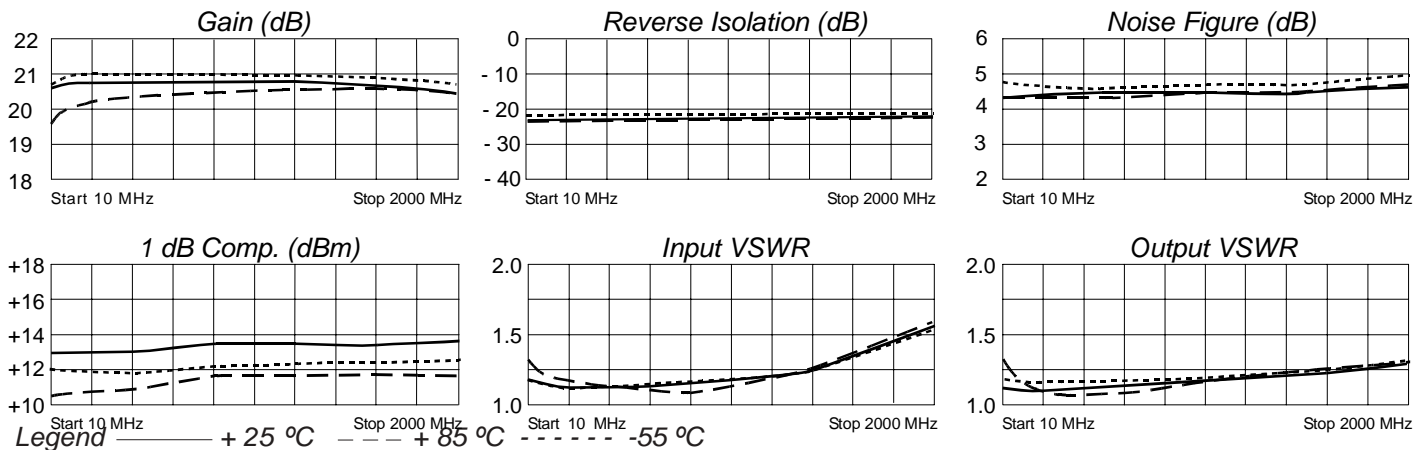 Gain (dB)
22
21
20
19
18
Start 10 MHz
Stop 2000 MHz
Reverse Isolation (dB)
0
- 10
- 20
- 30
- 40
Start 10 MHz
Stop 2000 MHz
Noise Figure (dB)
6
5
4
3
2
Start 10 MHz
Stop 2000 MHz
1 dB Comp. (dBm)
+18
+16
+14
+12
+10
Start 10 MHz
Stop 2000 MHz
Input VSWR
2.0
1.5
1.0
Start 10 MHz
Stop 2000 MHz
Output VSWR
2.0
1.5
1.0
Start 10 MHz
Stop 2000 MHz
Legend + 25 ºC + 85 ºC -55 ºC